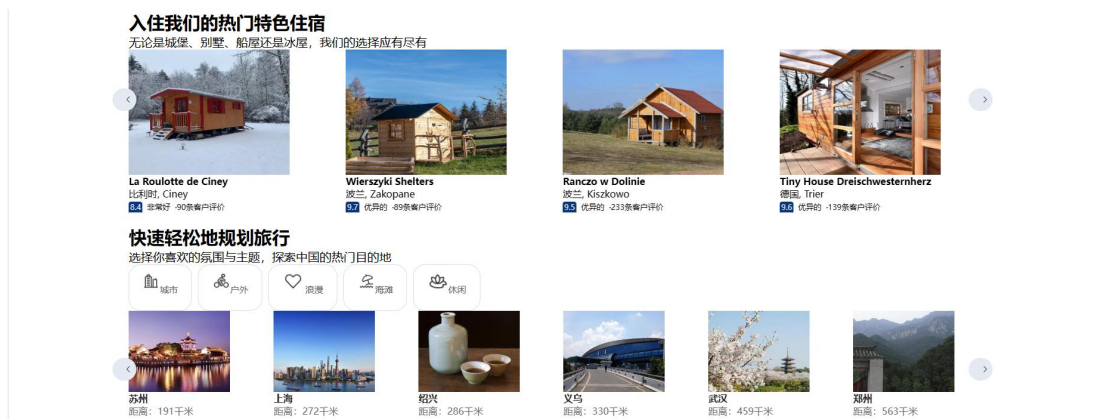 入住我们的热门特色住宿
无论是城堡、别墅、船屋还是冰屋，我们的选择应有尽有
La Roulotte de Ciney
比利时, Ciney
8.4 非常好 ·90条客户评价
Wierszyki Shelters
波兰, Zakopane
9.7 优异的 ·89条客户评价
Ranczo w Dolinie
波兰, Kiszkowo
9.5 优异的 ·233条客户评价
Tiny House Dreischwesternherz
德国, Trier
9.6 优异的 ·139条客户评价
快速轻松地规划旅行
选择你喜欢的氛围与主题，探索中国的热门目的地
城市
户外
浪漫
海滩
休闲
苏州
距离：191千米
上海
距离：272千米
绍兴
距离：286千米
义乌
距离：330千米
武汉
距离：459千米
郑州
距离：563千米